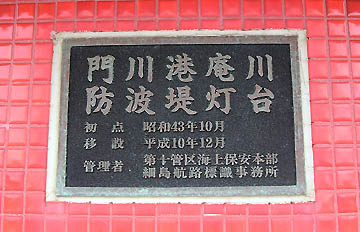 門川港庵川
防波堤灯台
初点 昭和43年10月
移設 平成10年12月
管理者 第十管区海上保安本部
細島航路標識事務所